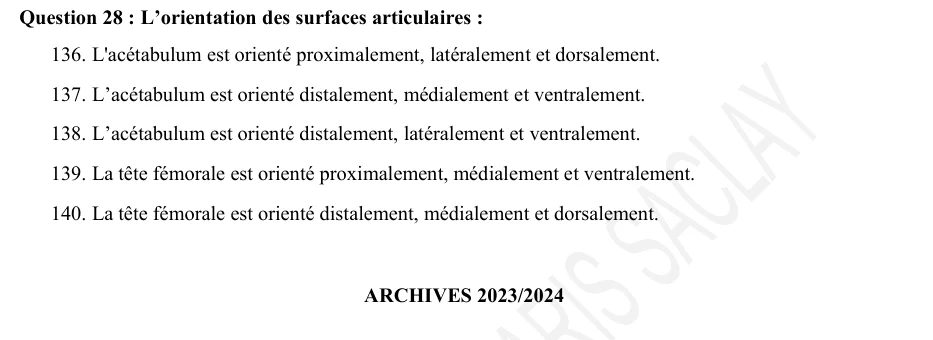 Question 28 : L’orientation des surfaces articulaires :
136. L'acétabulum est orienté proximalement, latéralement et dorsalement.
137. L’acétabulum est orienté distalement, médialement et ventralement.
138. L’acétabulum est orienté distalement, latéralement et ventralement.
139. La tête fémorale est orienté proximalement, médialement et ventralement.
140. La tête fémorale est orienté distalement, médialement et dorsalement.
ARCHIVES 2023/2024
SACLAY